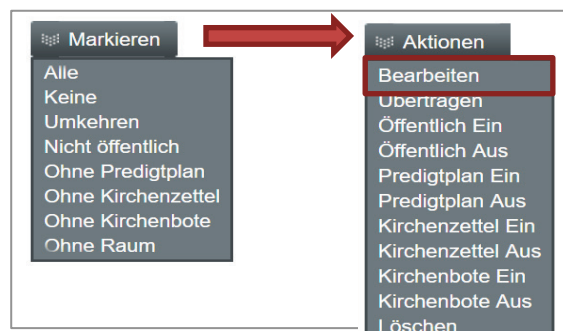 Markieren
Alle
Keine
Umkehren
Nicht öffentlich
Ohne Predigtplan
Ohne Kirchenzettel
Ohne Kirchenbote
Ohne Raum
Aktionen
Bearbeiten
Übertragen
Öffentlich Ein
Öffentlich Aus
Predigtplan Ein
Predigtplan Aus
Kirchenzettel Ein
Kirchenzettel Aus
Kirchenbote Ein
Kirchenbote Aus
Löschen